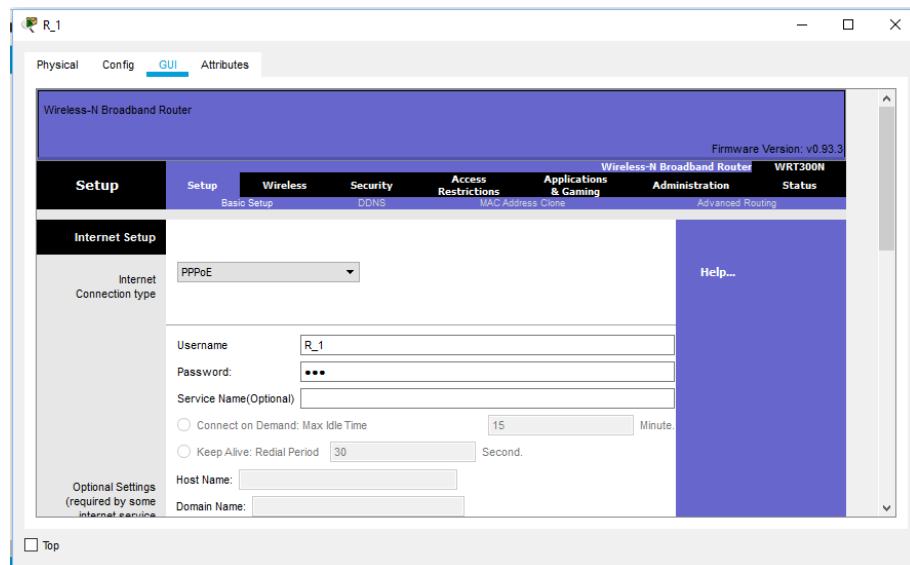 R_1
Physical Config GUI Attributes
Wireless-N Broadband Router
Firmware Version: v0.93.3
Wireless-N Broadband Router WRT300N
Setup
Setup Wireless Security Access Restrictions Applications & Gaming Administration Status
Basic Setup DDNS MAC Address Clone Advanced Routing
Internet Setup
Internet
Connection type
PPPoE
Help...
Username R_1
Password: •••
Service Name(Optional)
Connect on Demand: Max Idle Time 15 Minute.
Keep Alive: Redial Period 30 Second.
Optional Settings
(required by some
internet service
Host Name:
Domain Name:
Top